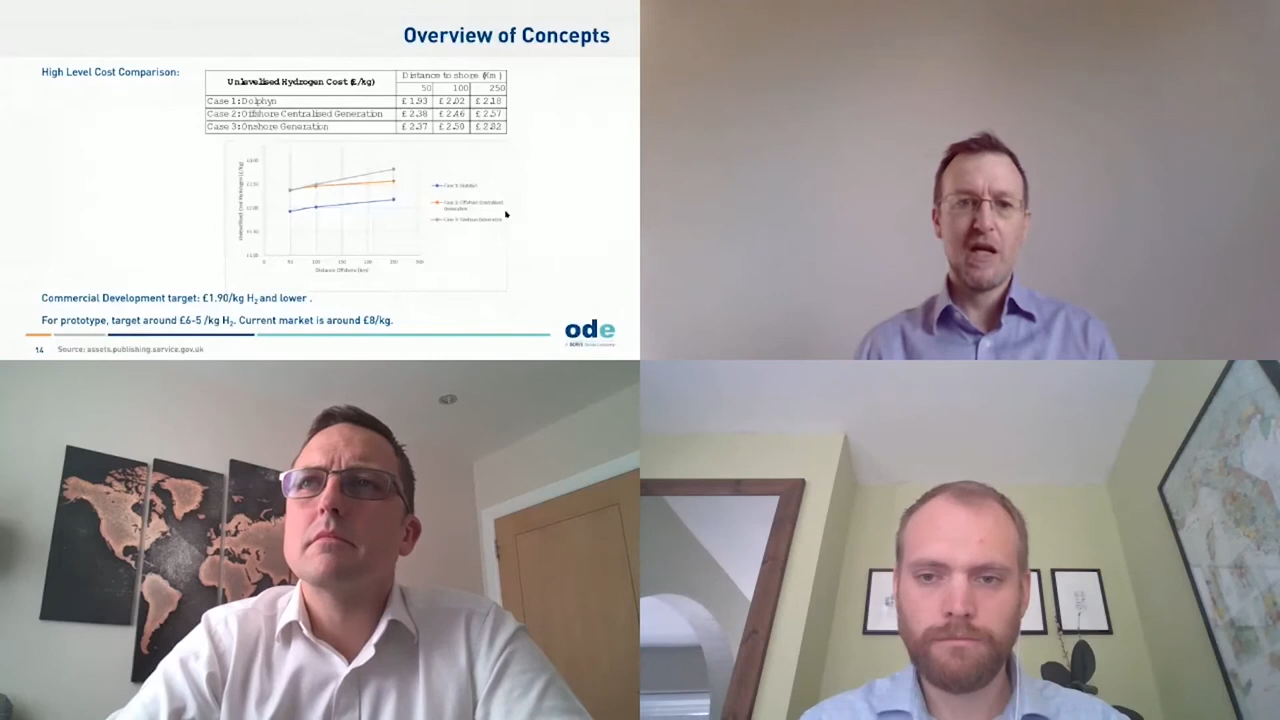 Overview of Concepts
High Level Cost Comparison:
Unlevelised Hydrogen Cost (£/kg) Distance to shore (Km)
50 100 250
Case 1: Dolphyn £ 1.93 £ 2.02 £ 2.18
Case 2: Offshore Centralised Generation £ 2.38 £ 2.46 £ 2.57
Case 3: Onshore Generation £ 2.37 £ 2.50 £ 2.82
Distance Offshore (km)
Commercial Development target: £1.90/kg H₂ and lower .
For prototype, target around £6-5 /kg H₂. Current market is around £8/kg.
ode
14 Source: assets.publishing.service.gov.uk